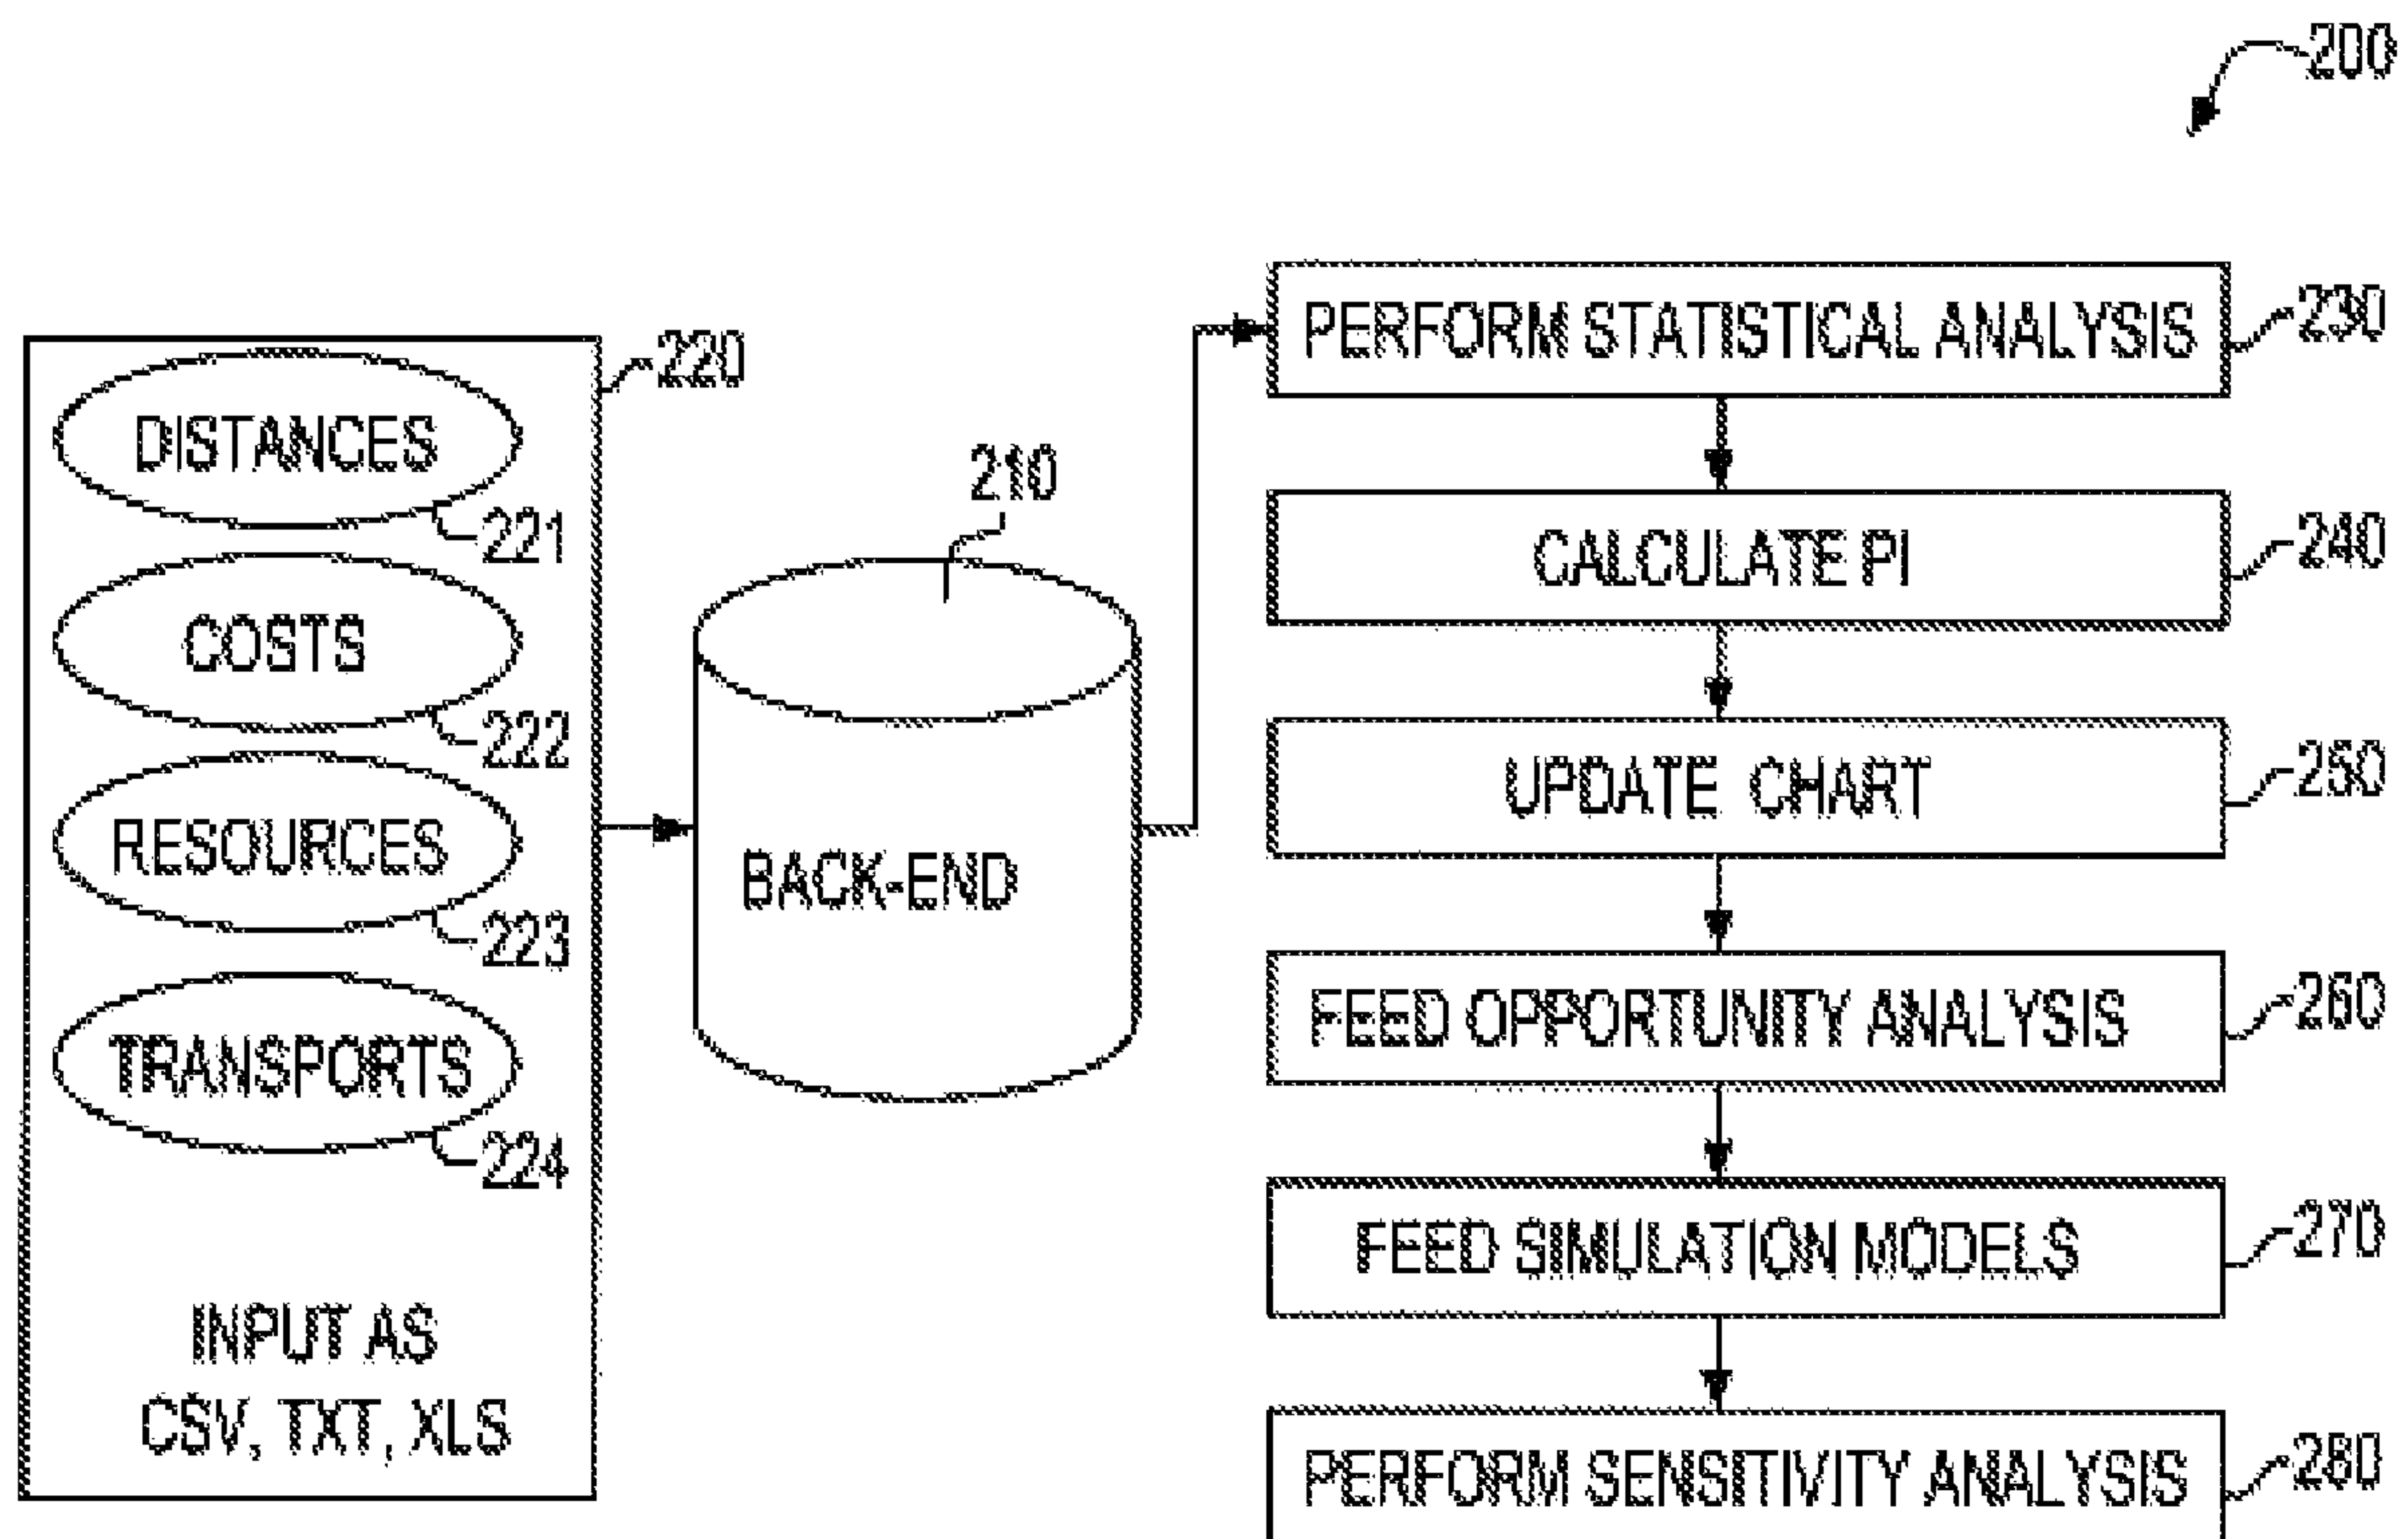 200
DISTANCES
221
COSTS
222
RESOURCES
223
TRANSPORTS
224
INPUT AS
CSV, TXT, XLS
220
210
BACK-END
PERFORM STATISTICAL ANALYSIS
230
CALCULATE PI
240
UPDATE CHART
250
FEED OPPORTUNITY ANALYSIS
260
FEED SIMULATION MODELS
270
PERFORM SENSITIVITY ANALYSIS
280